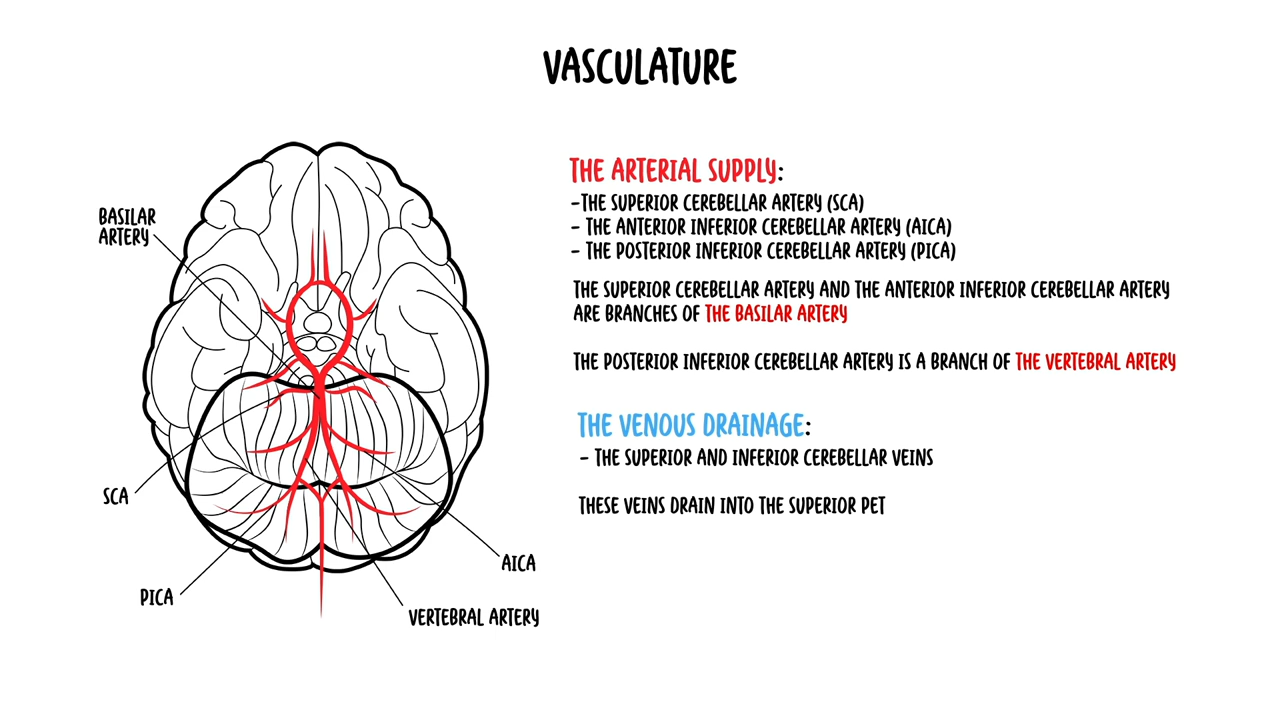 VASCULATURE
BASILAR
ARTERY
SCA
PICA
AICA
VERTEBRAL ARTERY
THE ARTERIAL SUPPLY:
-THE SUPERIOR CEREBELLAR ARTERY (SCA)
- THE ANTERIOR INFERIOR CEREBELLAR ARTERY (AICA)
- THE POSTERIOR INFERIOR CEREBELLAR ARTERY (PICA)
THE SUPERIOR CEREBELLAR ARTERY AND THE ANTERIOR INFERIOR CEREBELLAR ARTERY
ARE BRANCHES OF THE BASILAR ARTERY
THE POSTERIOR INFERIOR CEREBELLAR ARTERY IS A BRANCH OF THE VERTEBRAL ARTERY
THE VENOUS DRAINAGE:
- THE SUPERIOR AND INFERIOR CEREBELLAR VEINS
THESE VEINS DRAIN INTO THE SUPERIOR PET